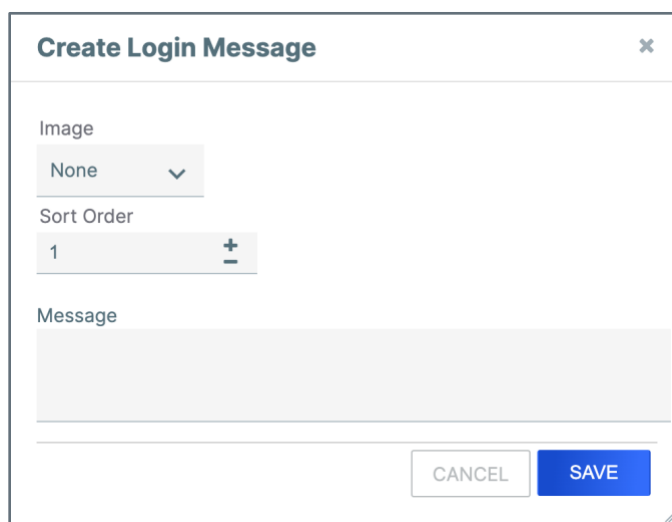 Create Login Message
Image
None
Sort Order
1
Message
CANCEL
SAVE